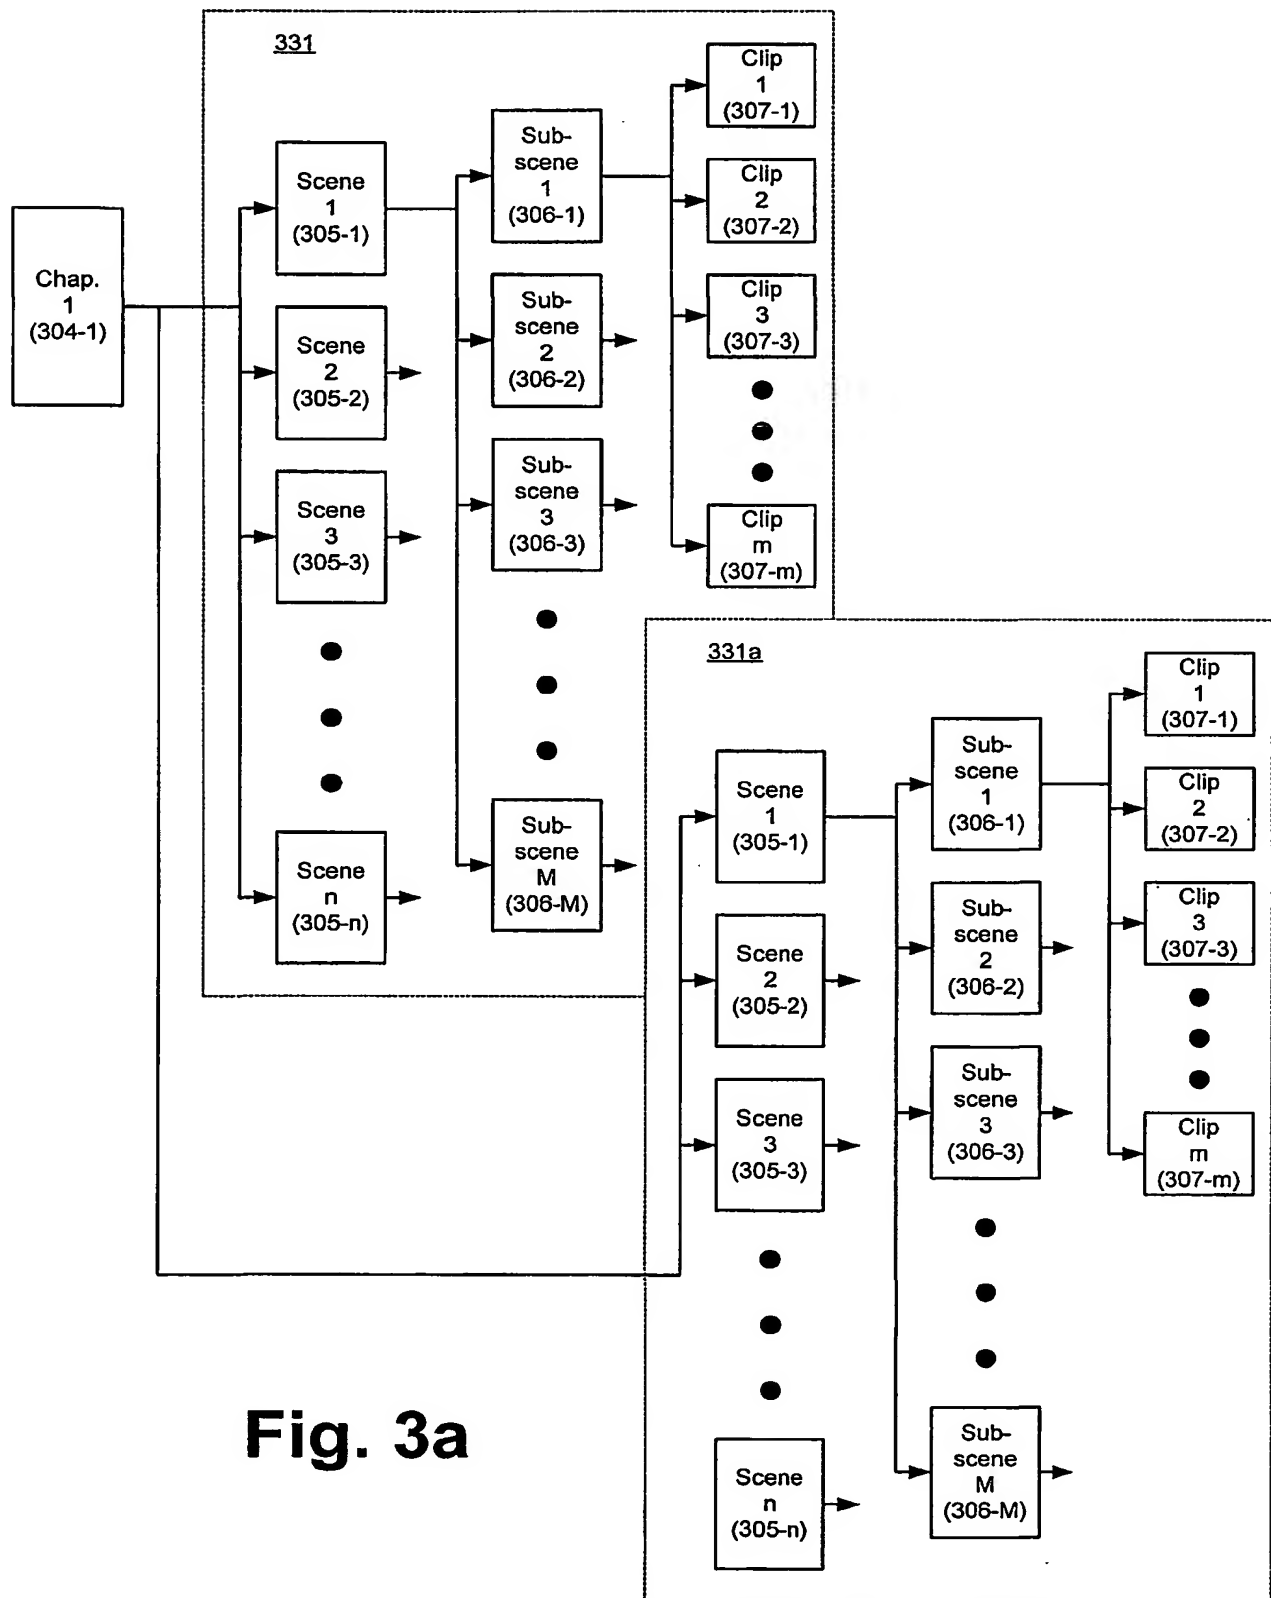 331
Clip
1
(307-1)
Sub-
scene
1
(306-1)
Clip
2
(307-2)
Scene
1
(305-1)
Chap.
1
(304-1)
Clip
3
(307-3)
Sub-
scene
2
(306-2)
Scene
2
(305-2)
Sub-
scene
3
(306-3)
Scene
3
(305-3)
Clip
m
(307-m)
Sub-
scene
M
(306-M)
Scene
n
(305-n)
331a
Clip
1
(307-1)
Sub-
scene
1
(306-1)
Scene
1
(305-1)
Clip
2
(307-2)
Clip
3
(307-3)
Sub-
scene
2
(306-2)
Scene
2
(305-2)
Sub-
scene
3
(306-3)
Scene
3
(305-3)
Clip
m
(307-m)
Sub-
scene
M
(306-M)
Scene
n
(305-n)
Fig. 3a